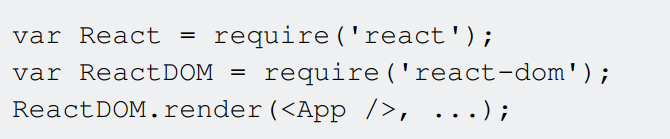 var React = require('react');
var ReactDOM = require('react-dom');
ReactDOM.render(<App />, ...);